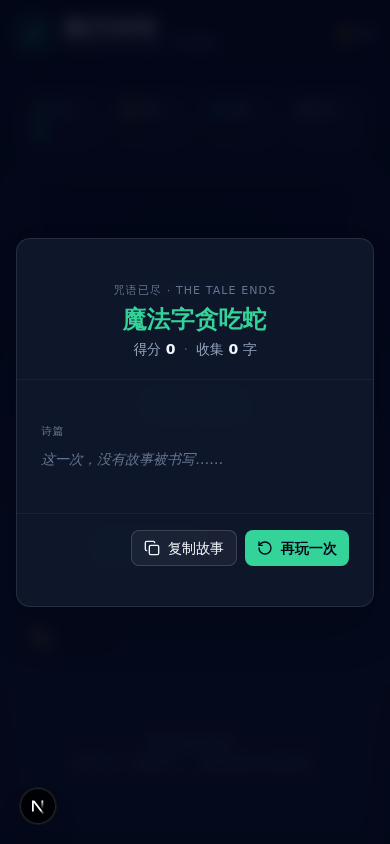 咒语已尽 · THE TALE ENDS
魔法字贪吃蛇
得分 0 · 收集 0 字
诗篇
这一次，没有故事被书写……
复制故事
再玩一次
N